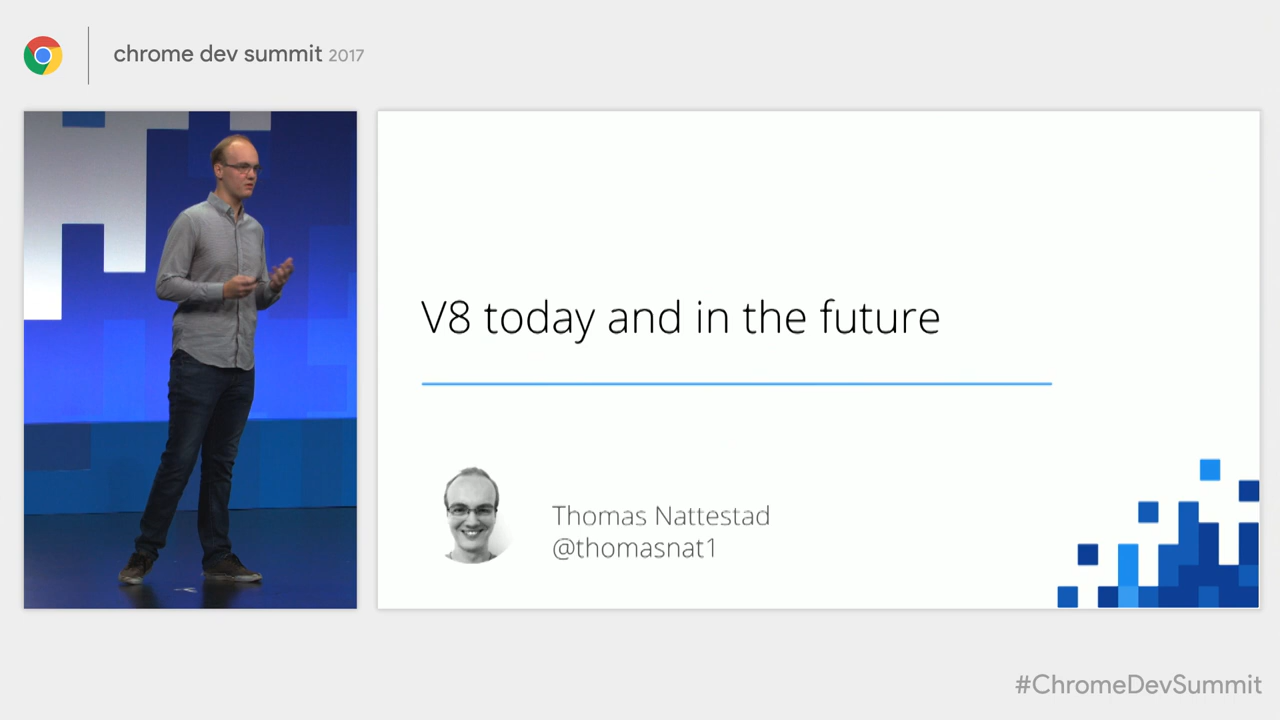 chrome dev summit 2017
V8 today and in the future
Thomas Nattestad
@thomasnat1
#ChromeDevSummit